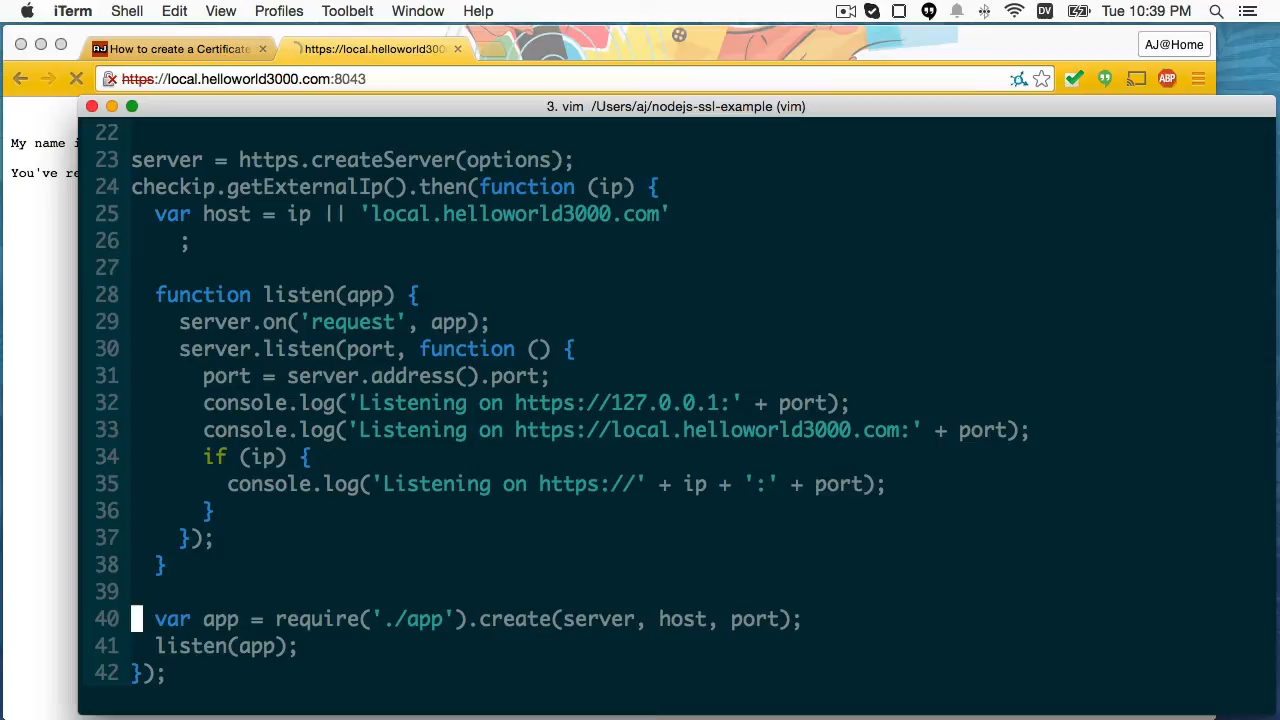 iTerm Shell Edit View Profiles Toolbelt Window Help DV Tue 10:39 PM
AJ How to create a Certificate × https://local.helloworld300 × AJ@Home
https://local.helloworld3000.com:8043 ABP
3. vim /Users/aj/nodejs-ssl-example (vim)
My name i
You've re
22
23 server = https.createServer(options);
24 checkip.getExternalIp().then(function (ip) {
25 var host = ip || 'local.helloworld3000.com'
26 ;
27
28 function listen(app) {
29 server.on('request', app);
30 server.listen(port, function () {
31 port = server.address().port;
32 console.log('Listening on https://127.0.0.1:' + port);
33 console.log('Listening on https://local.helloworld3000.com:' + port);
34 if (ip) {
35 console.log('Listening on https://' + ip + ':' + port);
36 }
37 });
38 }
39
40 var app = require('./app').create(server, host, port);
41 listen(app);
42 });